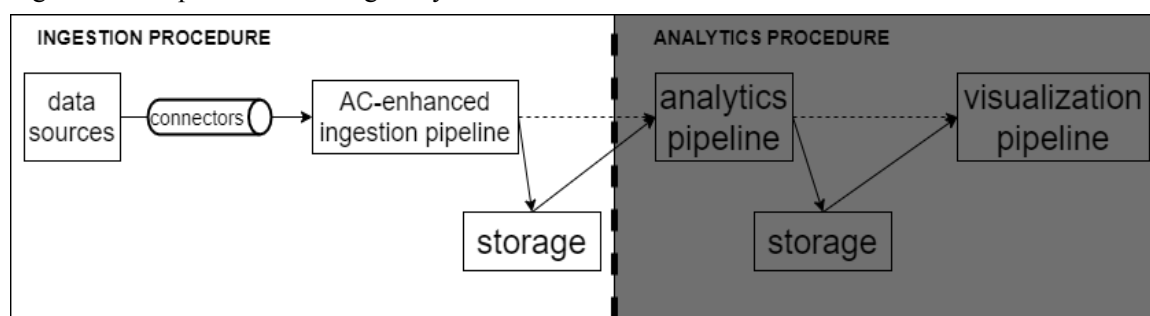 INGESTION PROCEDURE
data
sources
connectors
AC-enhanced
ingestion pipeline
storage
ANALYTICS PROCEDURE
analytics
pipeline
visualization
pipeline
storage